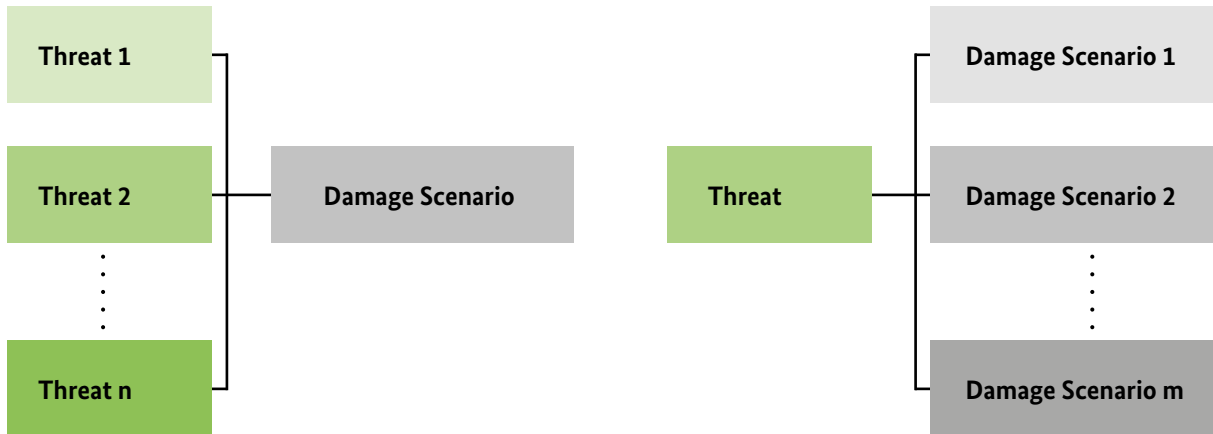 Threat 1
Threat 2
Threat n
Damage Scenario
Threat
Damage Scenario 1
Damage Scenario 2
Damage Scenario m